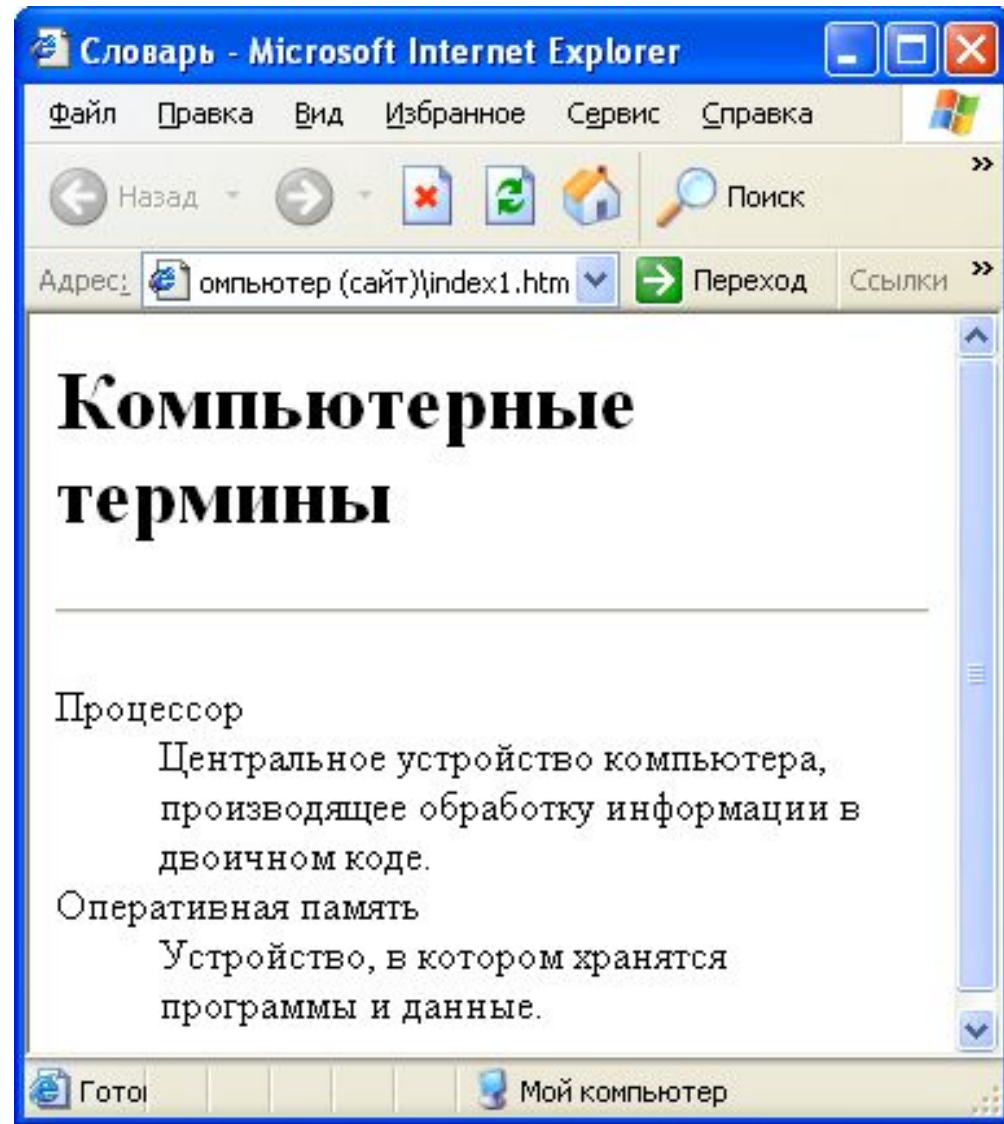 Словарь - Microsoft Internet Explorer
Файл Правка Вид Избранное Сервис Справка
Назад Поиск »
Адрес: омпьютер (сайт)\index1.htm Переход Ссылки »
Компьютерные
термины
Процессор
Центральное устройство компьютера,
производящее обработку информации в
двоичном коде.
Оперативная память
Устройство, в котором хранятся
программы и данные.
Готов Мой компьютер